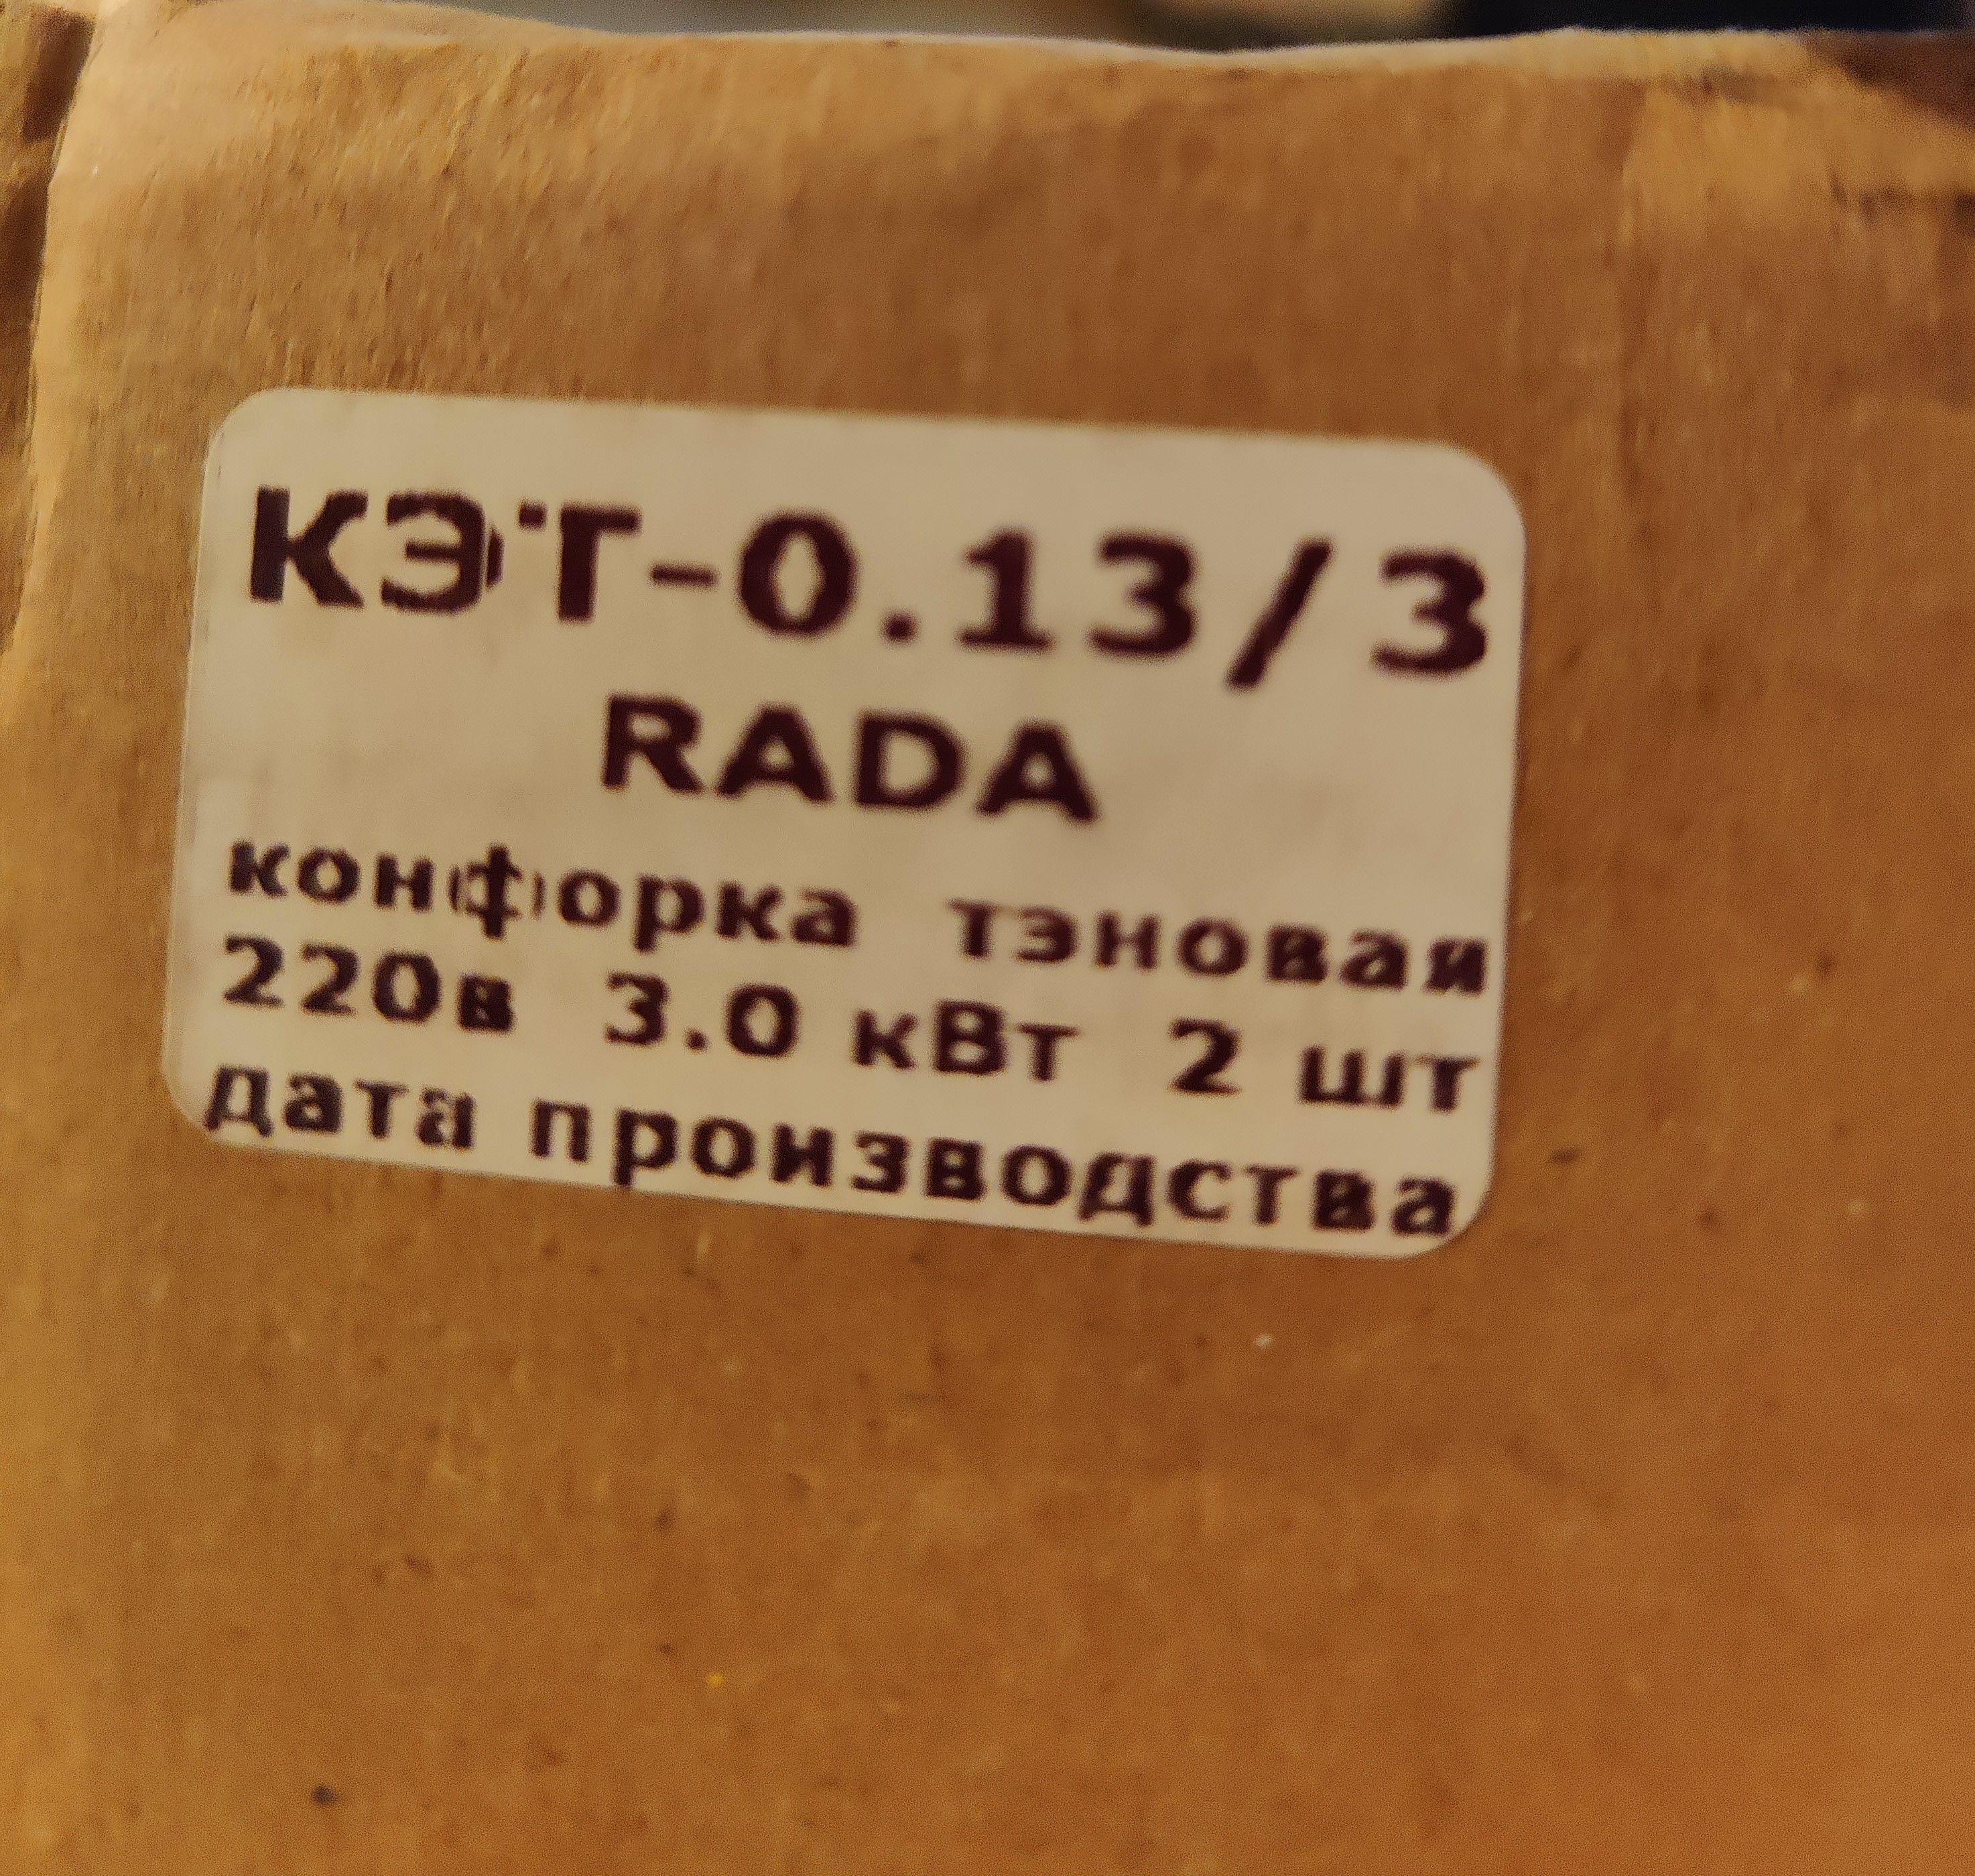 КЭТ-0.13/3
RADA
конфорка тэновая
220в 3.0 кВт 2 шт
дата производства